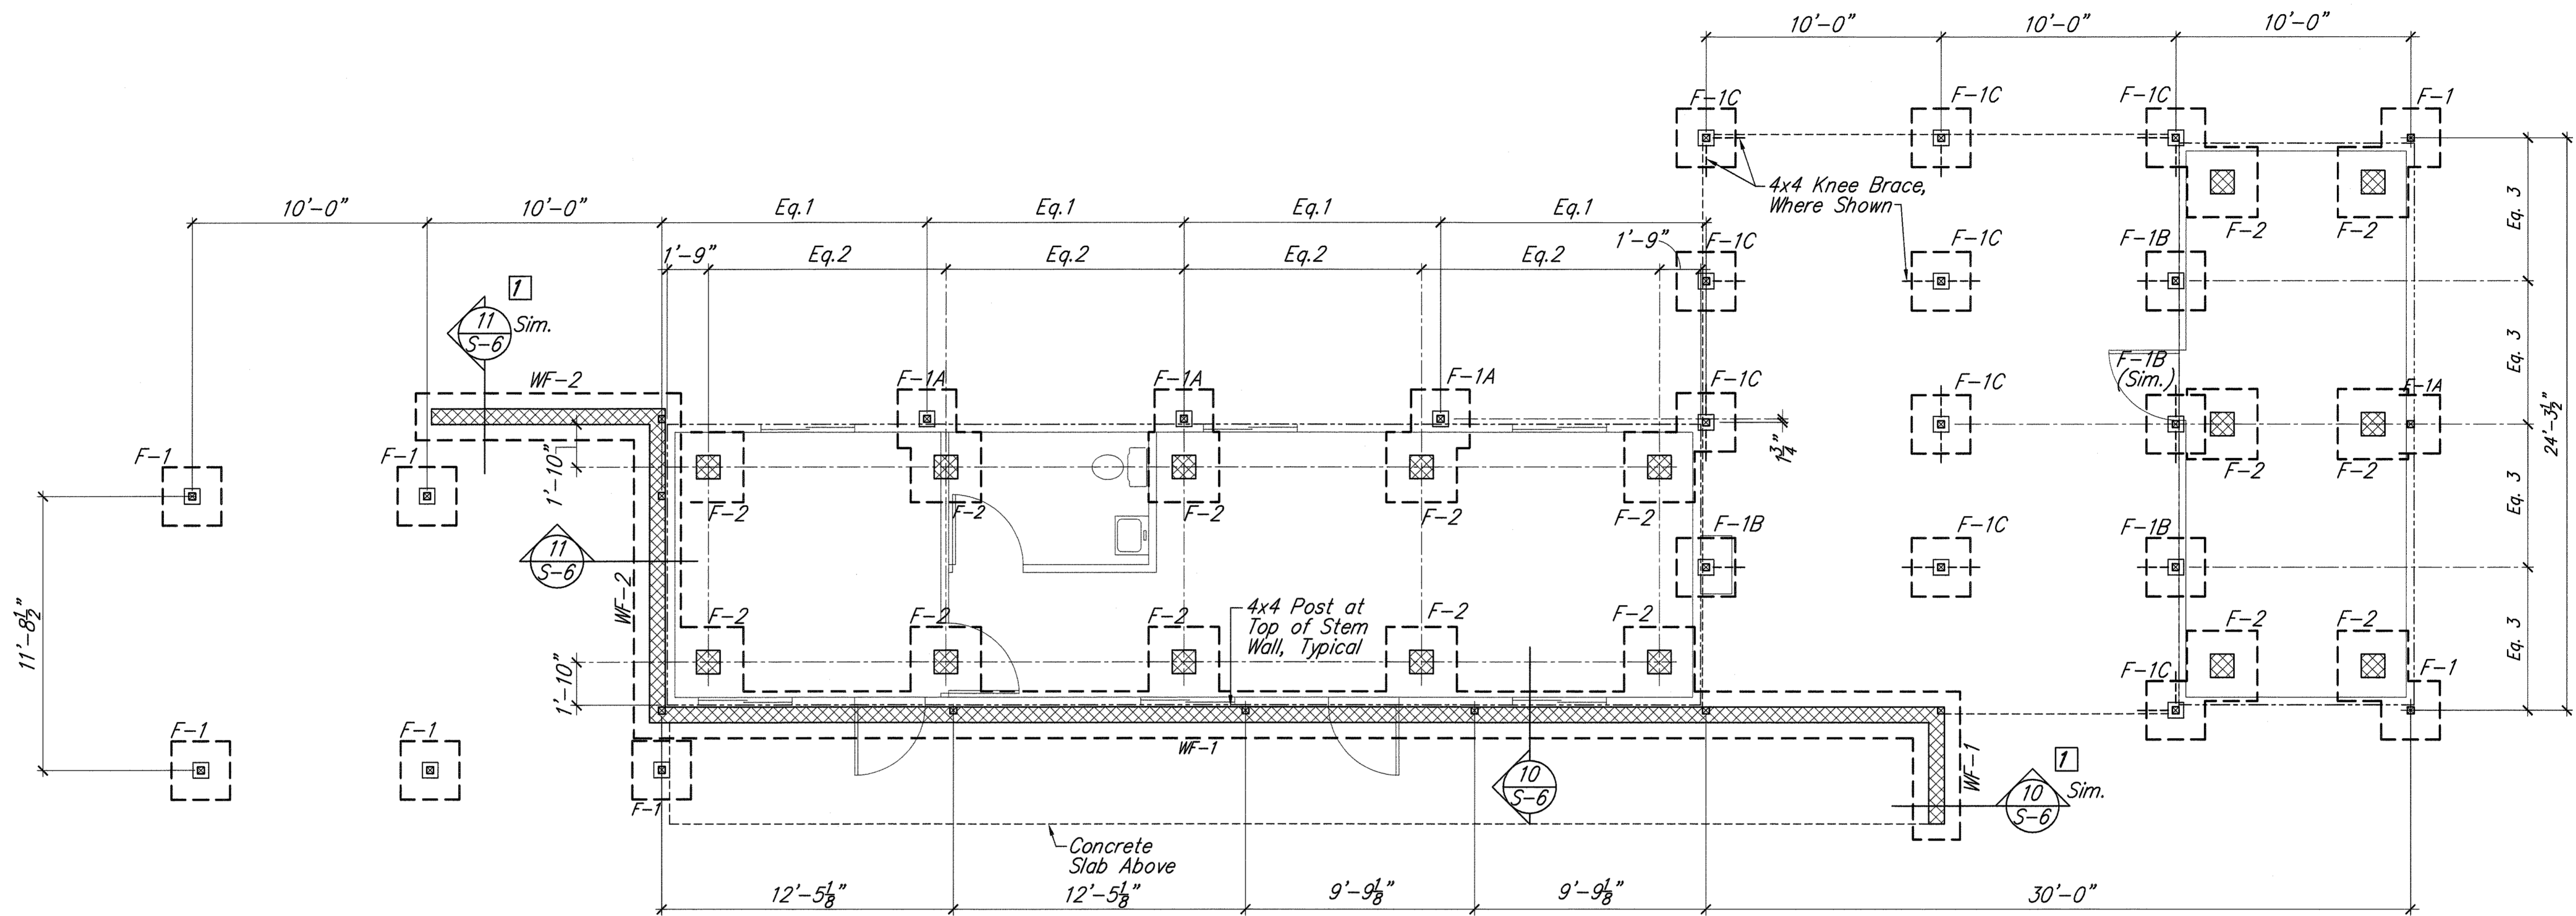 10'-0" 10'-0" 10'-0"
F-1C F-1C F-1C F-1
4x4 Knee Brace,
Where Shown
10'-0" 10'-0" Eq.1 Eq.1 Eq.1 Eq.1
1'-9" Eq.2 Eq.2 Eq.2 Eq.2 1'-9"
F-1C F-1C F-1B F-2 F-2
Eq. 3
Eq. 3
Eq. 3
Eq. 3
24'-3 1/2"
1
11
S-6
Sim.
WF-2
F-1A F-1A F-1A F-1C F-1C
F-1B
(Sim.)
F-1A
1 3/4"
F-1 F-1
1'-10"
F-2 F-2 F-2 F-2 F-2
F-2 F-2
F-1B F-1C F-1B
11
S-6
WF-2
11'-8 1/2"
F-2 F-2 F-2 F-2 F-2
4x4 Post at
Top of Stem
Wall, Typical
F-2 F-2
1'-10"
F-1C F-1
F-1 F-1 F-1
WF-1
WF-1
10
S-6
1
10
S-6
Sim.
Concrete
Slab Above
12'-5 1/8" 12'-5 1/8" 9'-9 1/8" 9'-9 1/8" 30'-0"